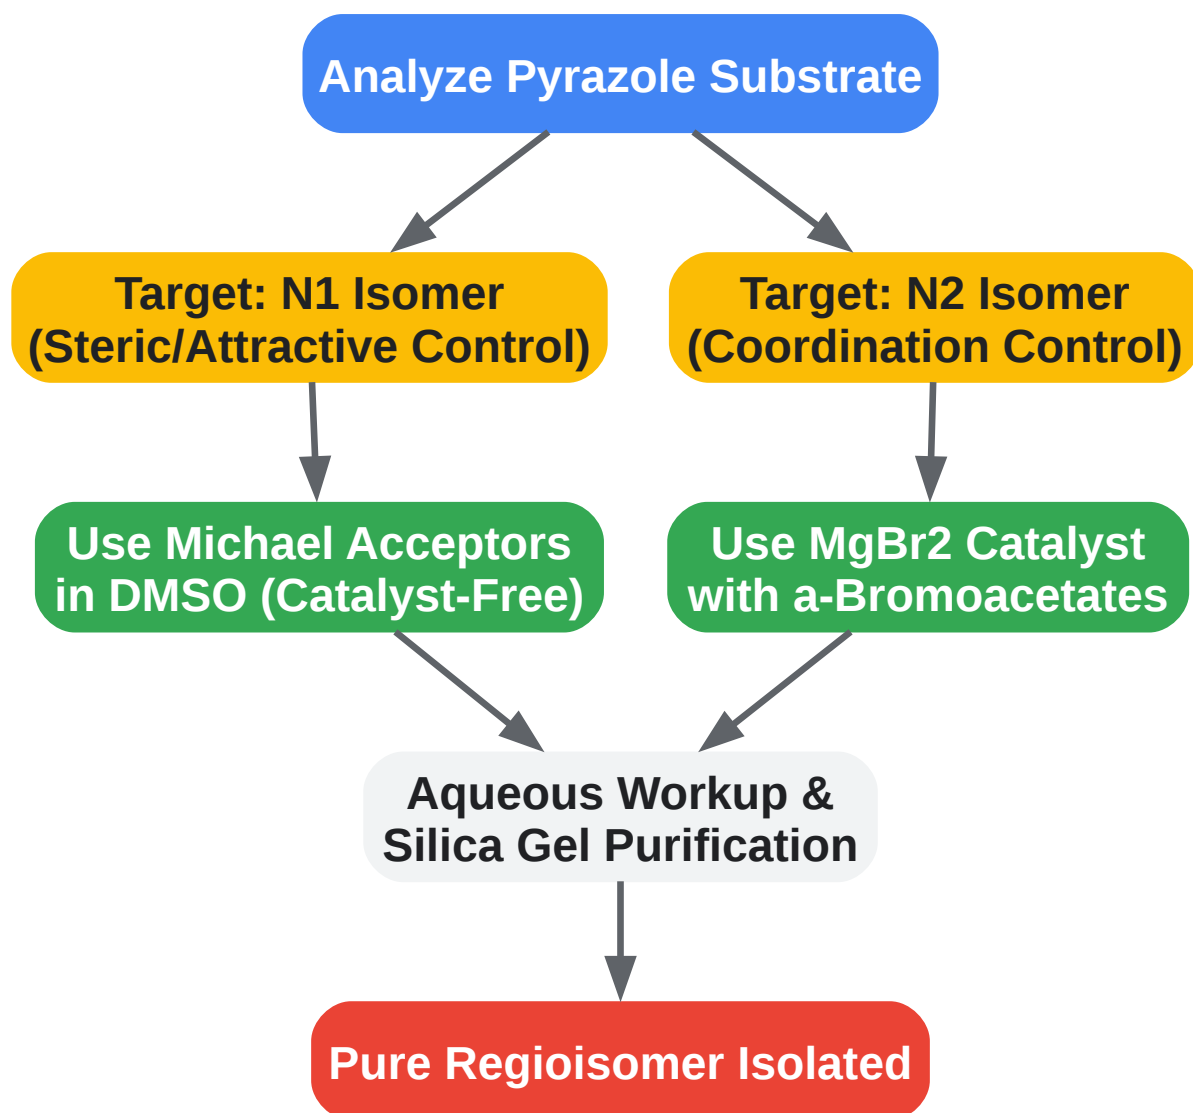 Analyze Pyrazole Substrate
Target: N1 Isomer
(Steric/Attractive Control)
Target: N2 Isomer
(Coordination Control)
Use Michael Acceptors
in DMSO (Catalyst-Free)
Use MgBr2 Catalyst
with a-Bromoacetates
Aqueous Workup &
Silica Gel Purification
Pure Regioisomer Isolated